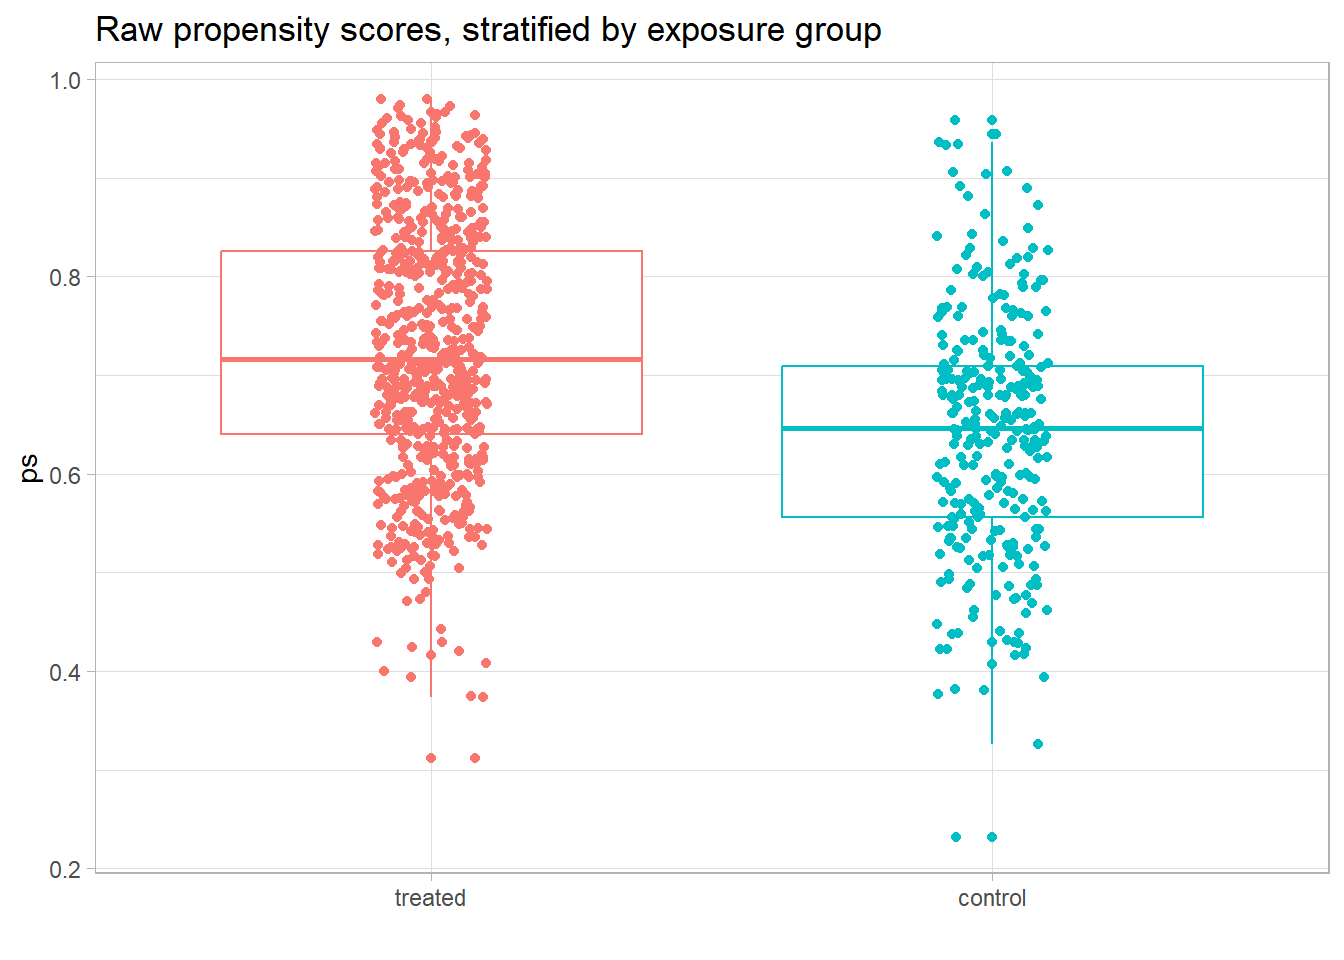 Raw propensity scores, stratified by exposure group
1.0
0.8
0.6
0.4
0.2
ps
treated
control